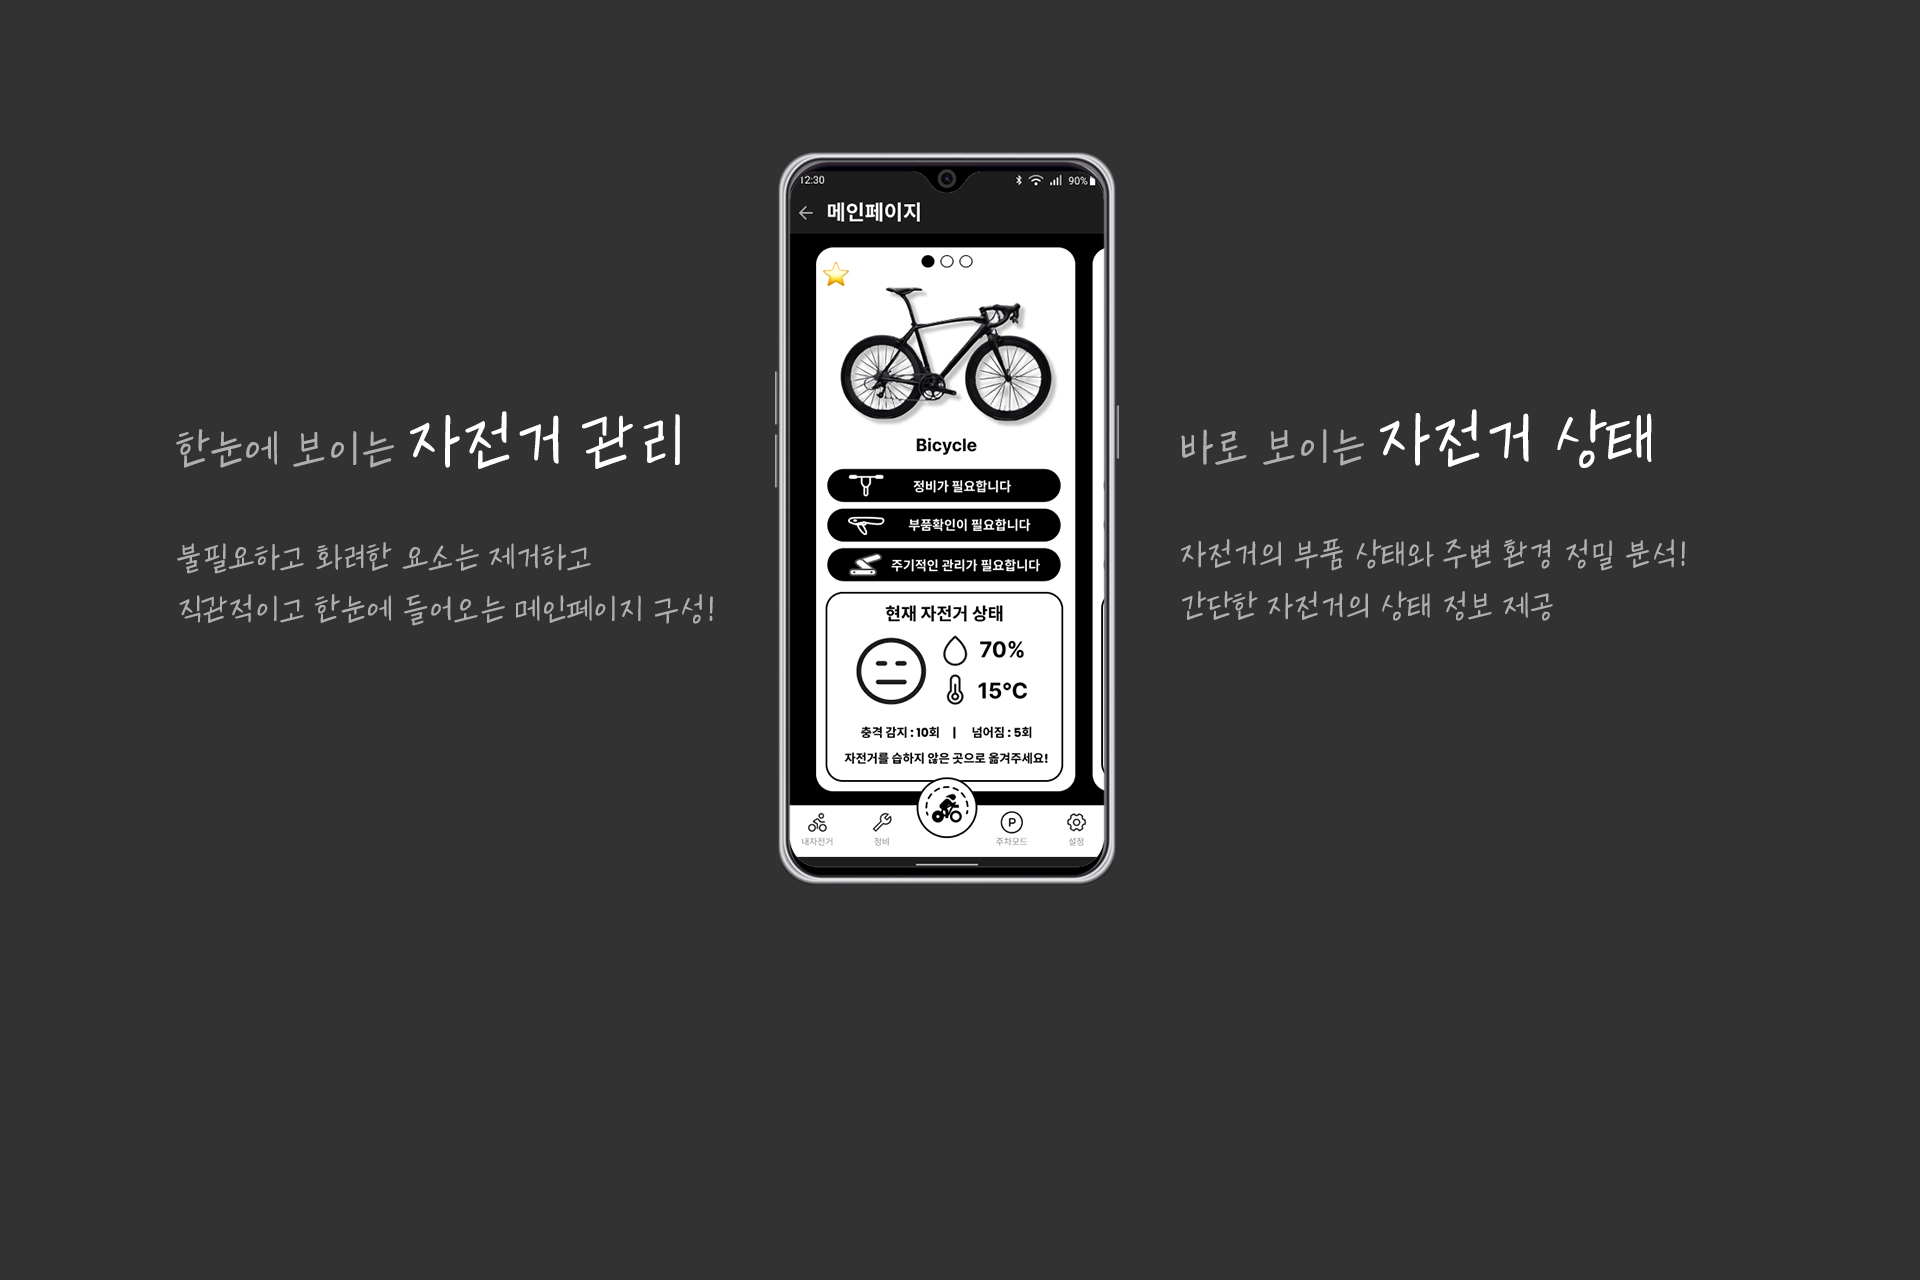 한눈에 보이는 자전거 관리
불필요하고 화려한 요소는 제거하고
직관적이고 한눈에 들어오는 메인페이지 구성!
12:30
90%
메인페이지
Bicycle
정비가 필요합니다
부품확인이 필요합니다
주기적인 관리가 필요합니다
현재 자전거 상태
70%
15°C
충격 감지 : 10회 | 넘어짐 : 5회
자전거를 습하지 않은 곳으로 옮겨주세요!
P
내자전거 정비 주차모드 설정
바로 보이는 자전거 상태
자전거의 부품 상태와 주변 환경 정밀 분석!
간단한 자전거의 상태 정보 제공